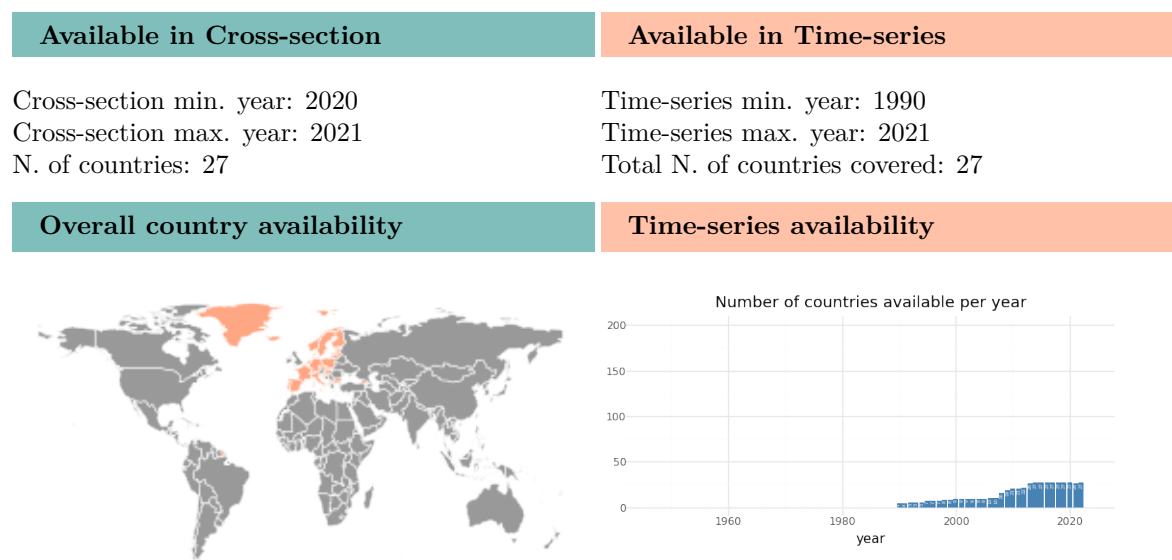 Available in Cross-section
Available in Time-series
Cross-section min. year: 2020
Cross-section max. year: 2021
N. of countries: 27
Time-series min. year: 1990
Time-series max. year: 2021
Total N. of countries covered: 27
Overall country availability
Time-series availability
Number of countries available per year
200
150
100
50
0
1960
1980
2000
2020
year